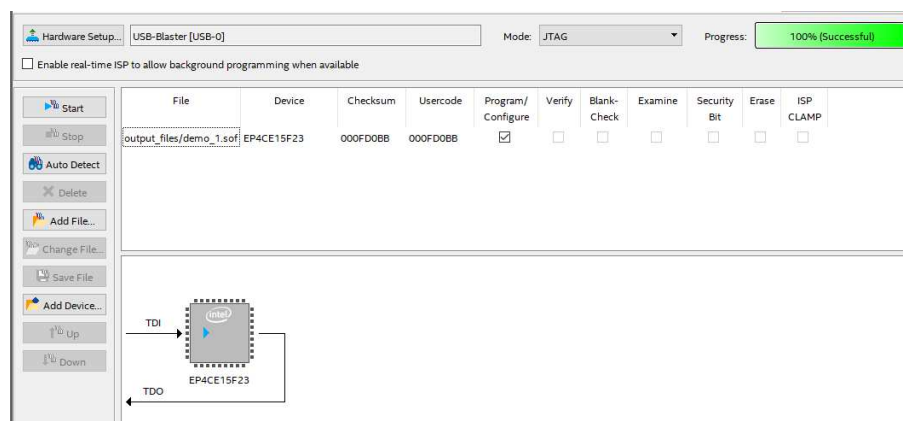 Hardware Setup... USB-Blaster [USB-0] Mode: JTAG Progress: 100% (Successful)
Enable real-time ISP to allow background programming when available
Start
Stop
Auto Detect
Delete
Add File...
Change File...
Save File
Add Device...
Up
Down
File Device Checksum Usercode Program/ Verify Blank- Examine Security Erase ISP
Configure Check Bit CLAMP
output_files/demo_1.sof EP4CE15F23 000FD0BB 000FD0BB
intel
TDI
EP4CE15F23
TDO